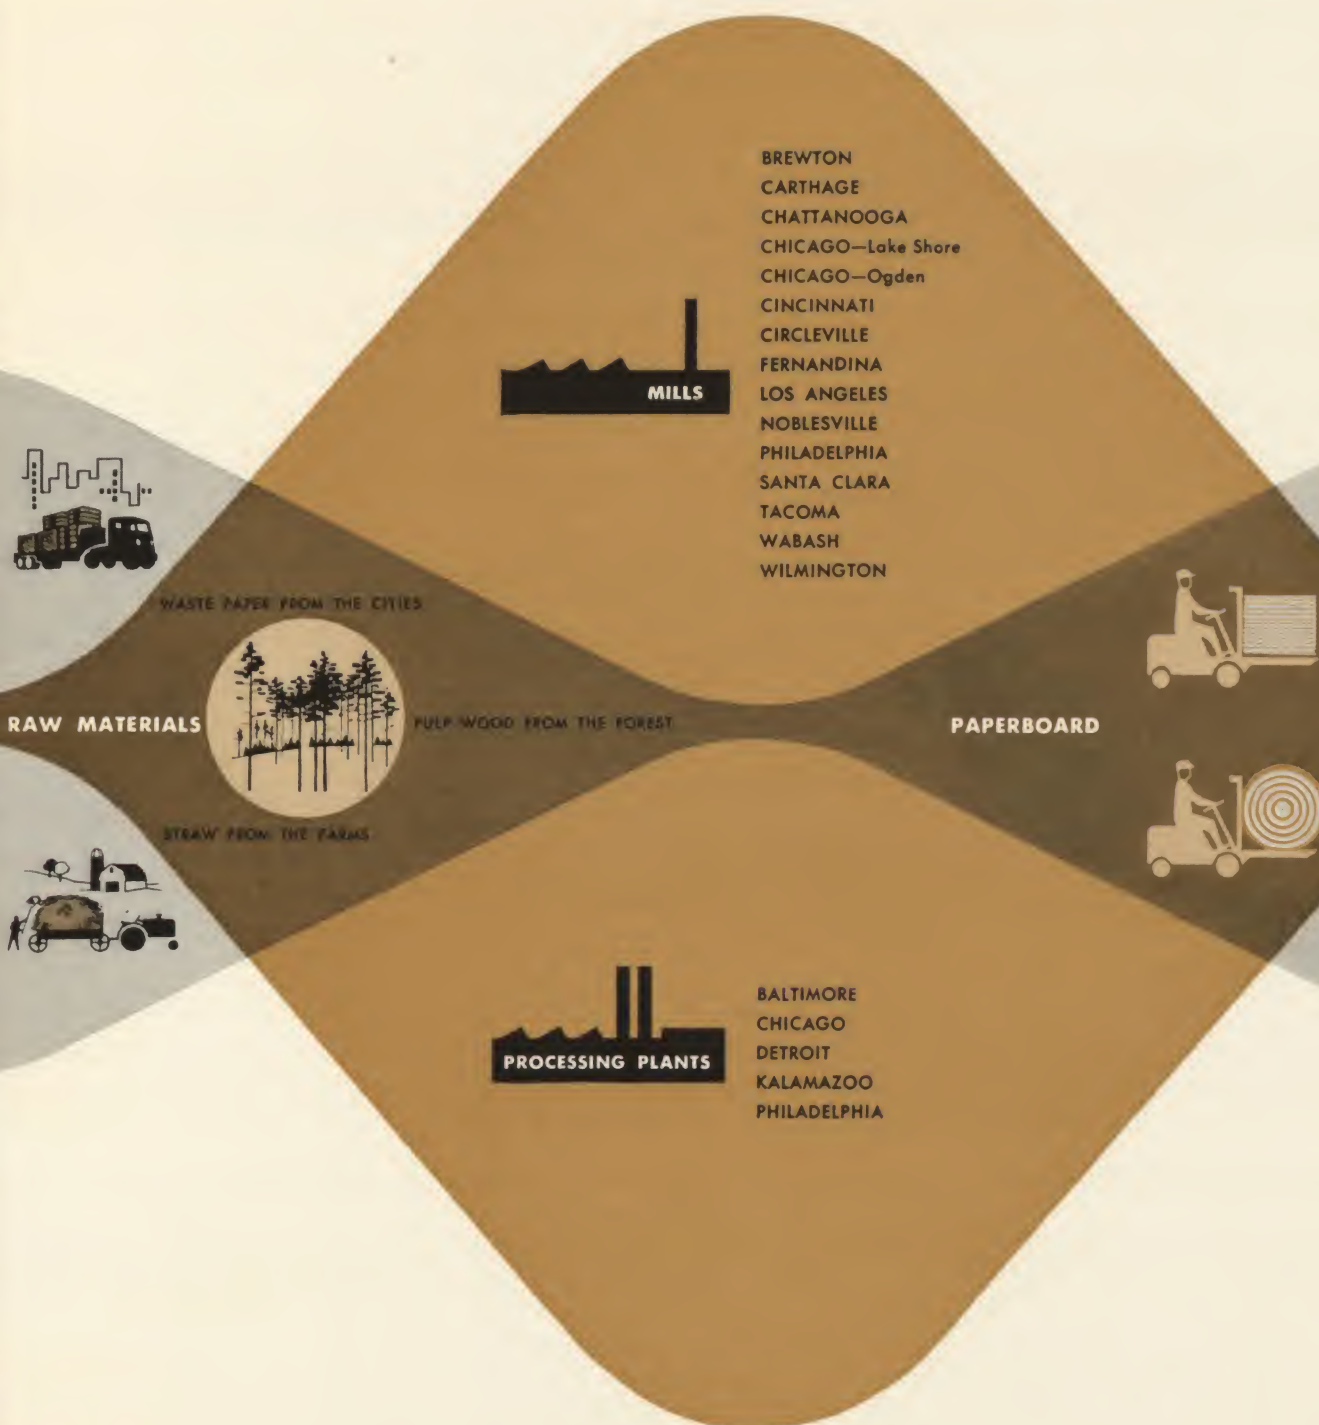 BREWTON
CARTHAGE
CHATTANOOGA
CHICAGO—Lake Shore
CHICAGO—Ogden
CINCINNATI
CIRCLEVILLE
FERNANDINA
LOS ANGELES
NOBLESVILLE
PHILADELPHIA
SANTA CLARA
TACOMA
WABASH
WILMINGTON
MILLS
WASTE PAPER FROM THE CITIES
RAW MATERIALS
PULP WOOD FROM THE FOREST
PAPERBOARD
STRAW FROM THE FARMS
PROCESSING PLANTS
BALTIMORE
CHICAGO
DETROIT
KALAMAZOO
PHILADELPHIA